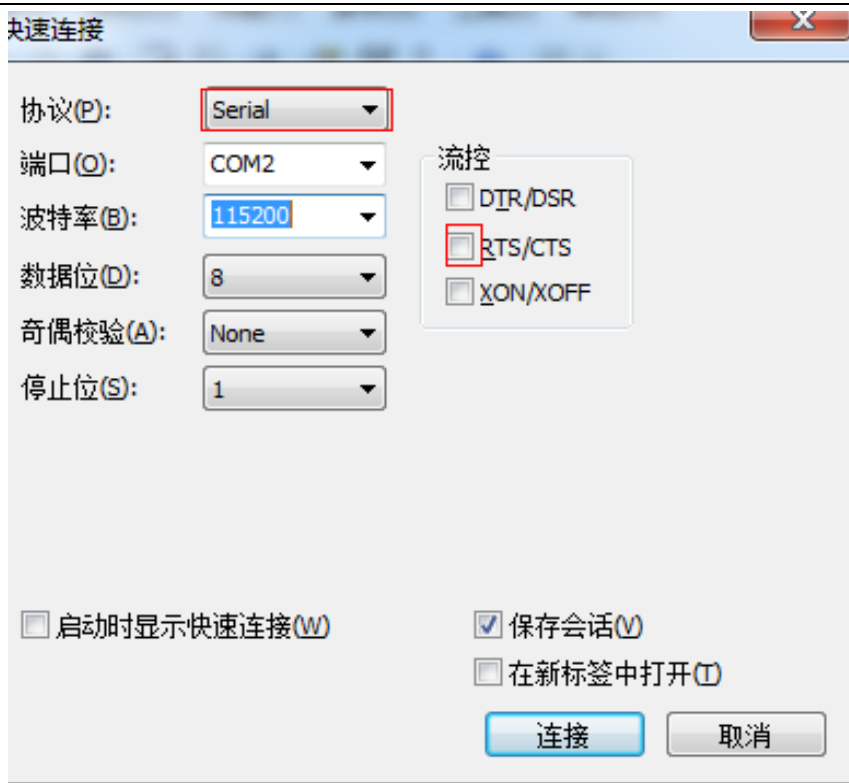 快速连接
协议(P): Serial
端口(O): COM2
波特率(B): 115200
数据位(D): 8
奇偶校验(A): None
停止位(S): 1
流控
DTR/DSR
RTS/CTS
XON/XOFF
启动时显示快速连接(W)
保存会话(V)
在新标签中打开(T)
连接
取消